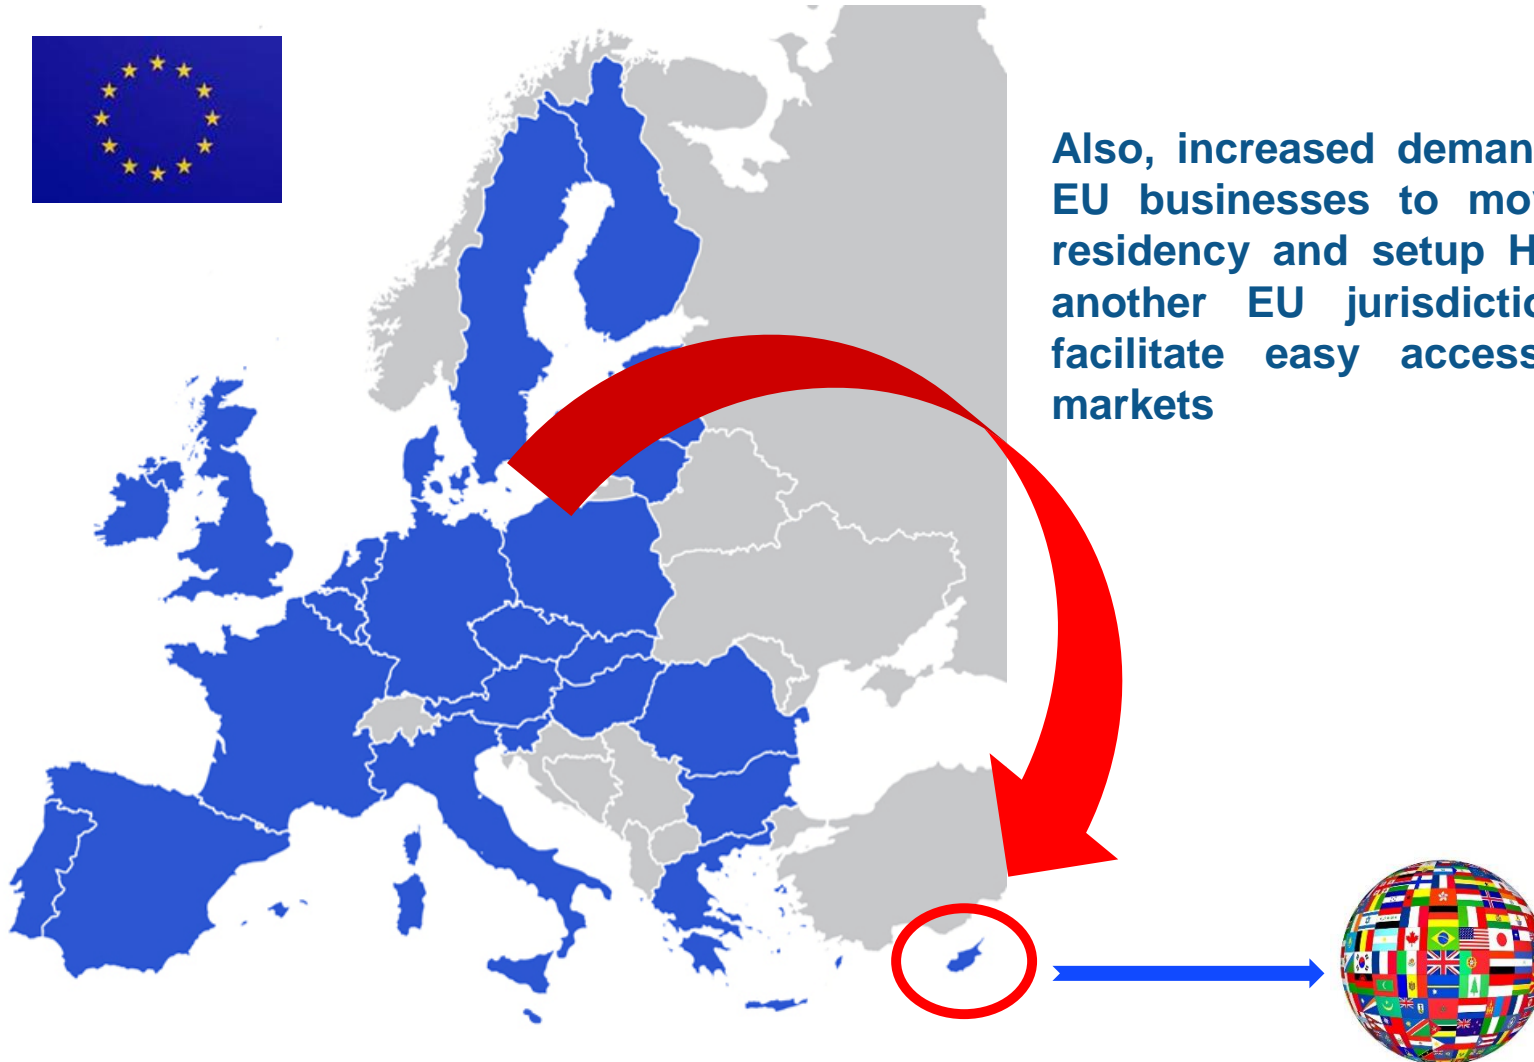 Also, increased deman
EU businesses to mov
residency and setup H
another EU jurisdictio
facilitate easy access
markets